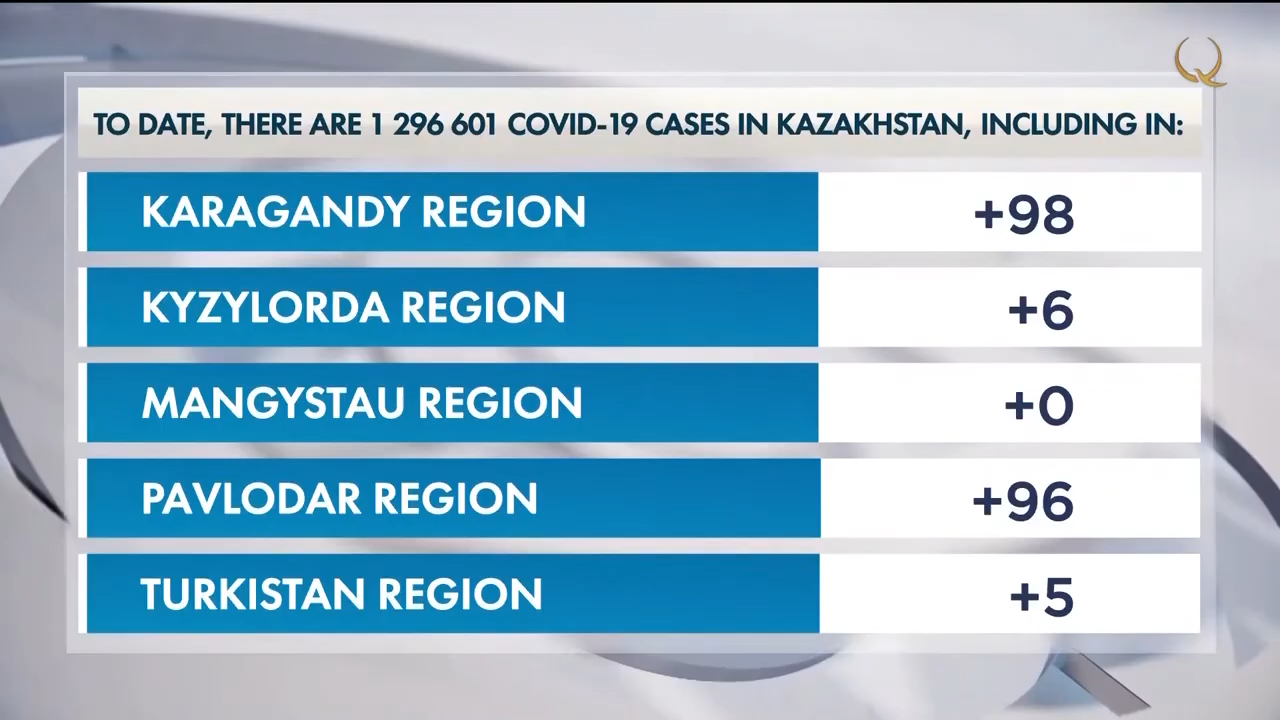 TO DATE, THERE ARE 1 296 601 COVID-19 CASES IN KAZAKHSTAN, INCLUDING IN:
KARAGANDY REGION +98
KYZYLORDA REGION +6
MANGYSTAU REGION +0
PAVLODAR REGION +96
TURKISTAN REGION +5